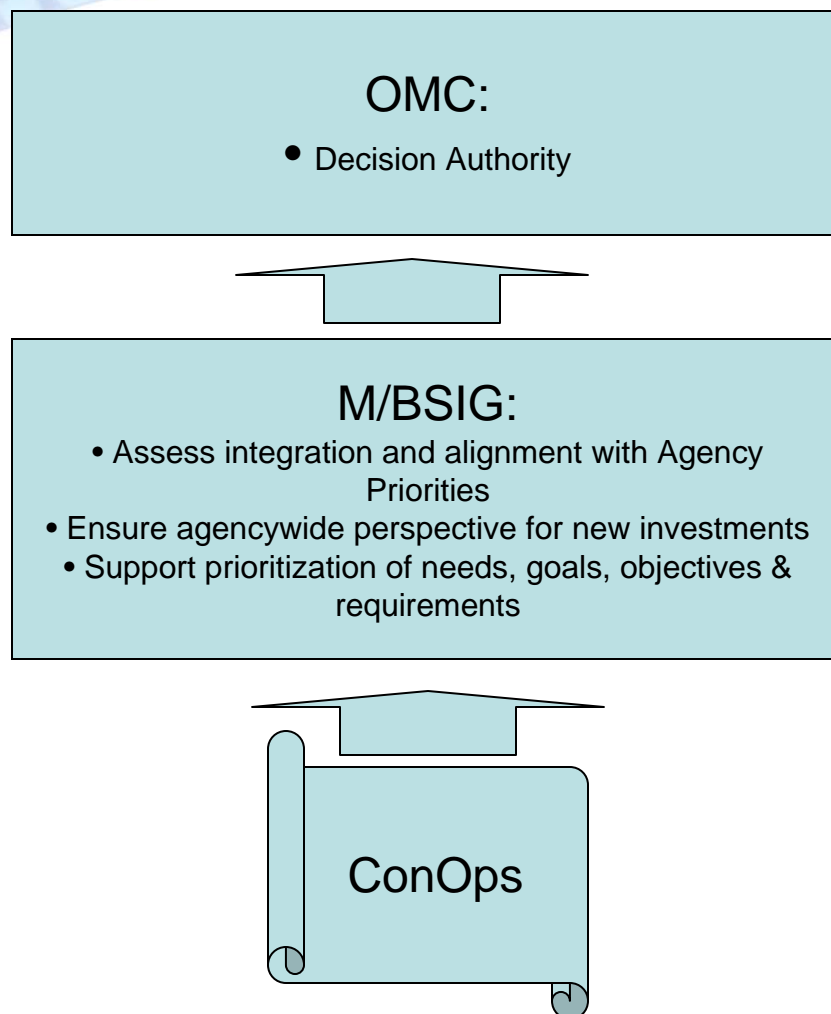 OMC:
• Decision Authority
M/BSIG:
• Assess integration and alignment with Agency
Priorities
• Ensure agencywide perspective for new investments
• Support prioritization of needs, goals, objectives &
requirements
ConOps